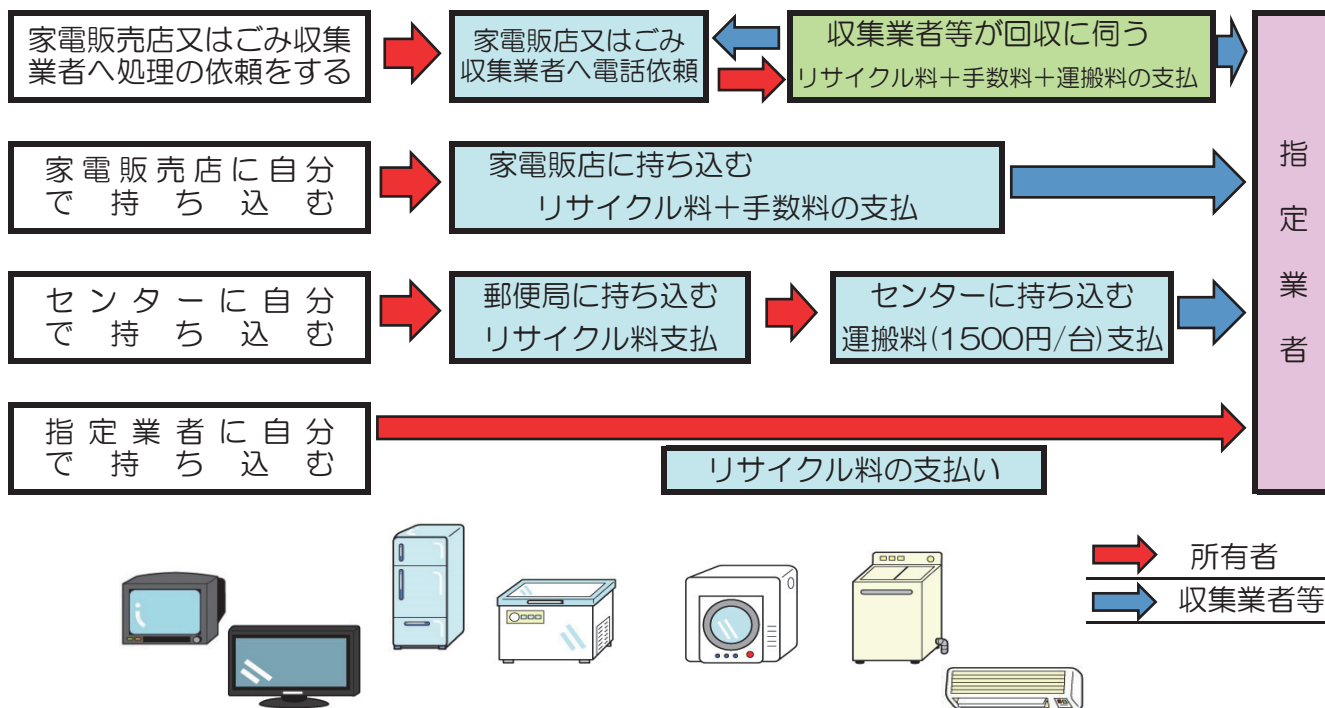 家電販売店又はごみ収集
業者へ処理の依頼をする
家電販店又はごみ
収集業者へ電話依頼
収集業者等が回収に伺う
リサイクル料＋手数料＋運搬料の支払
家電販売店に自分
で持ち込む
家電販店に持ち込む
リサイクル料＋手数料の支払
センターに自分
で持ち込む
郵便局に持ち込む
リサイクル料支払
センターに持ち込む
運搬料(1500円/台)支払
指定業者に自分
で持ち込む
リサイクル料の支払い
指定業者
所有者
収集業者等